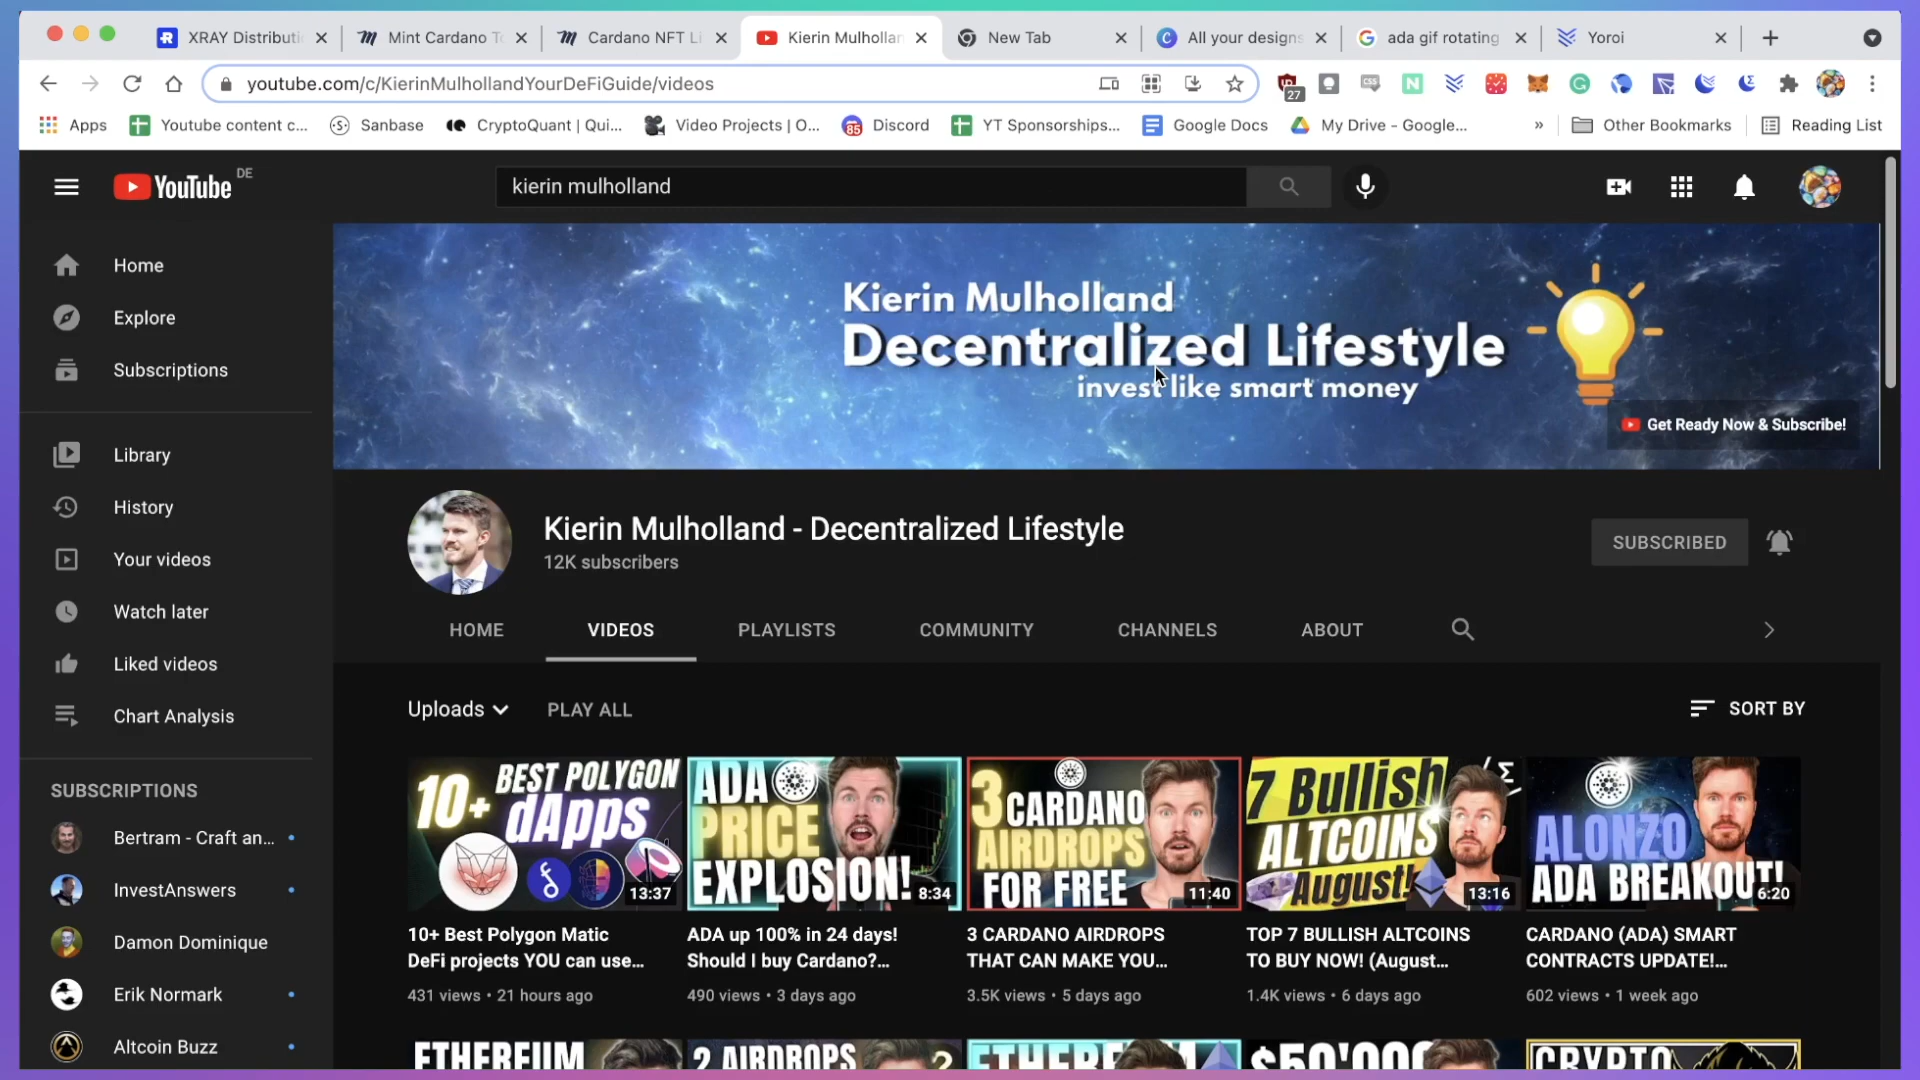 XRAY Distributi
Mint Cardano To
Cardano NFT Li
Kierin Mulhollan
New Tab
All your designs
ada gif rotating
Yoroi
youtube.com/c/KierinMulhollandYourDeFiGuide/videos
27
Apps
Youtube content c...
Sanbase
CryptoQuant | Qui...
Video Projects | O...
85
Discord
YT Sponsorships...
Google Docs
My Drive - Google...
»
Other Bookmarks
Reading List
YouTube DE
kierin mulholland
Home
Explore
Subscriptions
Library
History
Your videos
Watch later
Liked videos
Chart Analysis
SUBSCRIPTIONS
Bertram - Craft an...
InvestAnswers
Damon Dominique
Erik Normark
Altcoin Buzz
Kierin Mulholland
Decentralized Lifestyle
invest like smart money
Get Ready Now & Subscribe!
Kierin Mulholland - Decentralized Lifestyle
12K subscribers
SUBSCRIBED
HOME
VIDEOS
PLAYLISTS
COMMUNITY
CHANNELS
ABOUT
Uploads
PLAY ALL
SORT BY
10+ BEST POLYGON
dApps
13:37
10+ Best Polygon Matic
DeFi projects YOU can use...
431 views • 21 hours ago
ADA
PRICE
EXPLOSION!
8:34
ADA up 100% in 24 days!
Should I buy Cardano?...
490 views • 3 days ago
3 CARDANO
AIRDROPS
FOR FREE
11:40
3 CARDANO AIRDROPS
THAT CAN MAKE YOU...
3.5K views • 5 days ago
7 Bullish
ALTCOINS
August!
13:16
TOP 7 BULLISH ALTCOINS
TO BUY NOW! (August...
1.4K views • 6 days ago
ALONZO
ADA BREAKOUT!
6:20
CARDANO (ADA) SMART
CONTRACTS UPDATE!...
602 views • 1 week ago
ETHEREUM
2 AIRDROPS
$50'000
CRYPTO